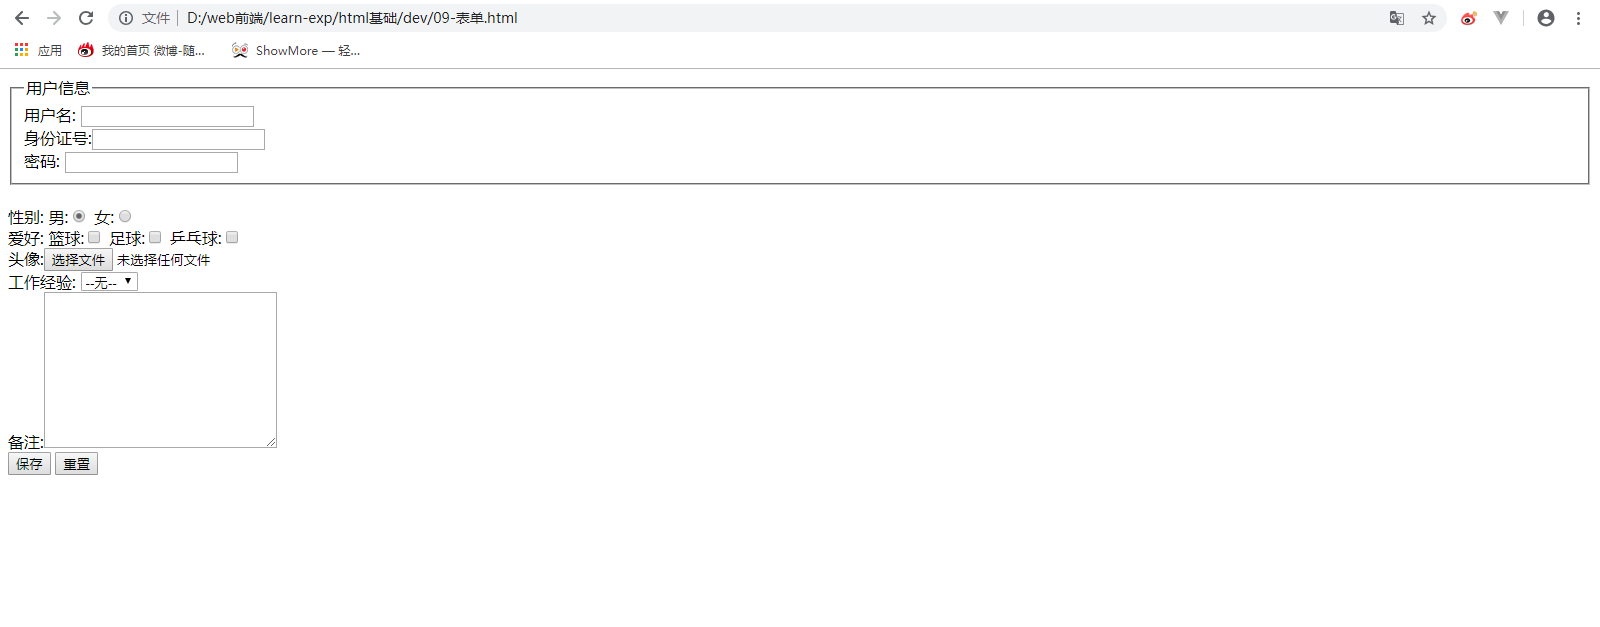 文件 D:/web前端/learn-exp/html基础/dev/09-表单.html
应用 我的首页 微博-随... ShowMore — 轻...
用户信息
用户名:
身份证号:
密码:
性别: 男: 女:
爱好: 篮球: 足球: 乒乓球:
头像: 选择文件 未选择任何文件
工作经验: --无--
备注:
保存 重置